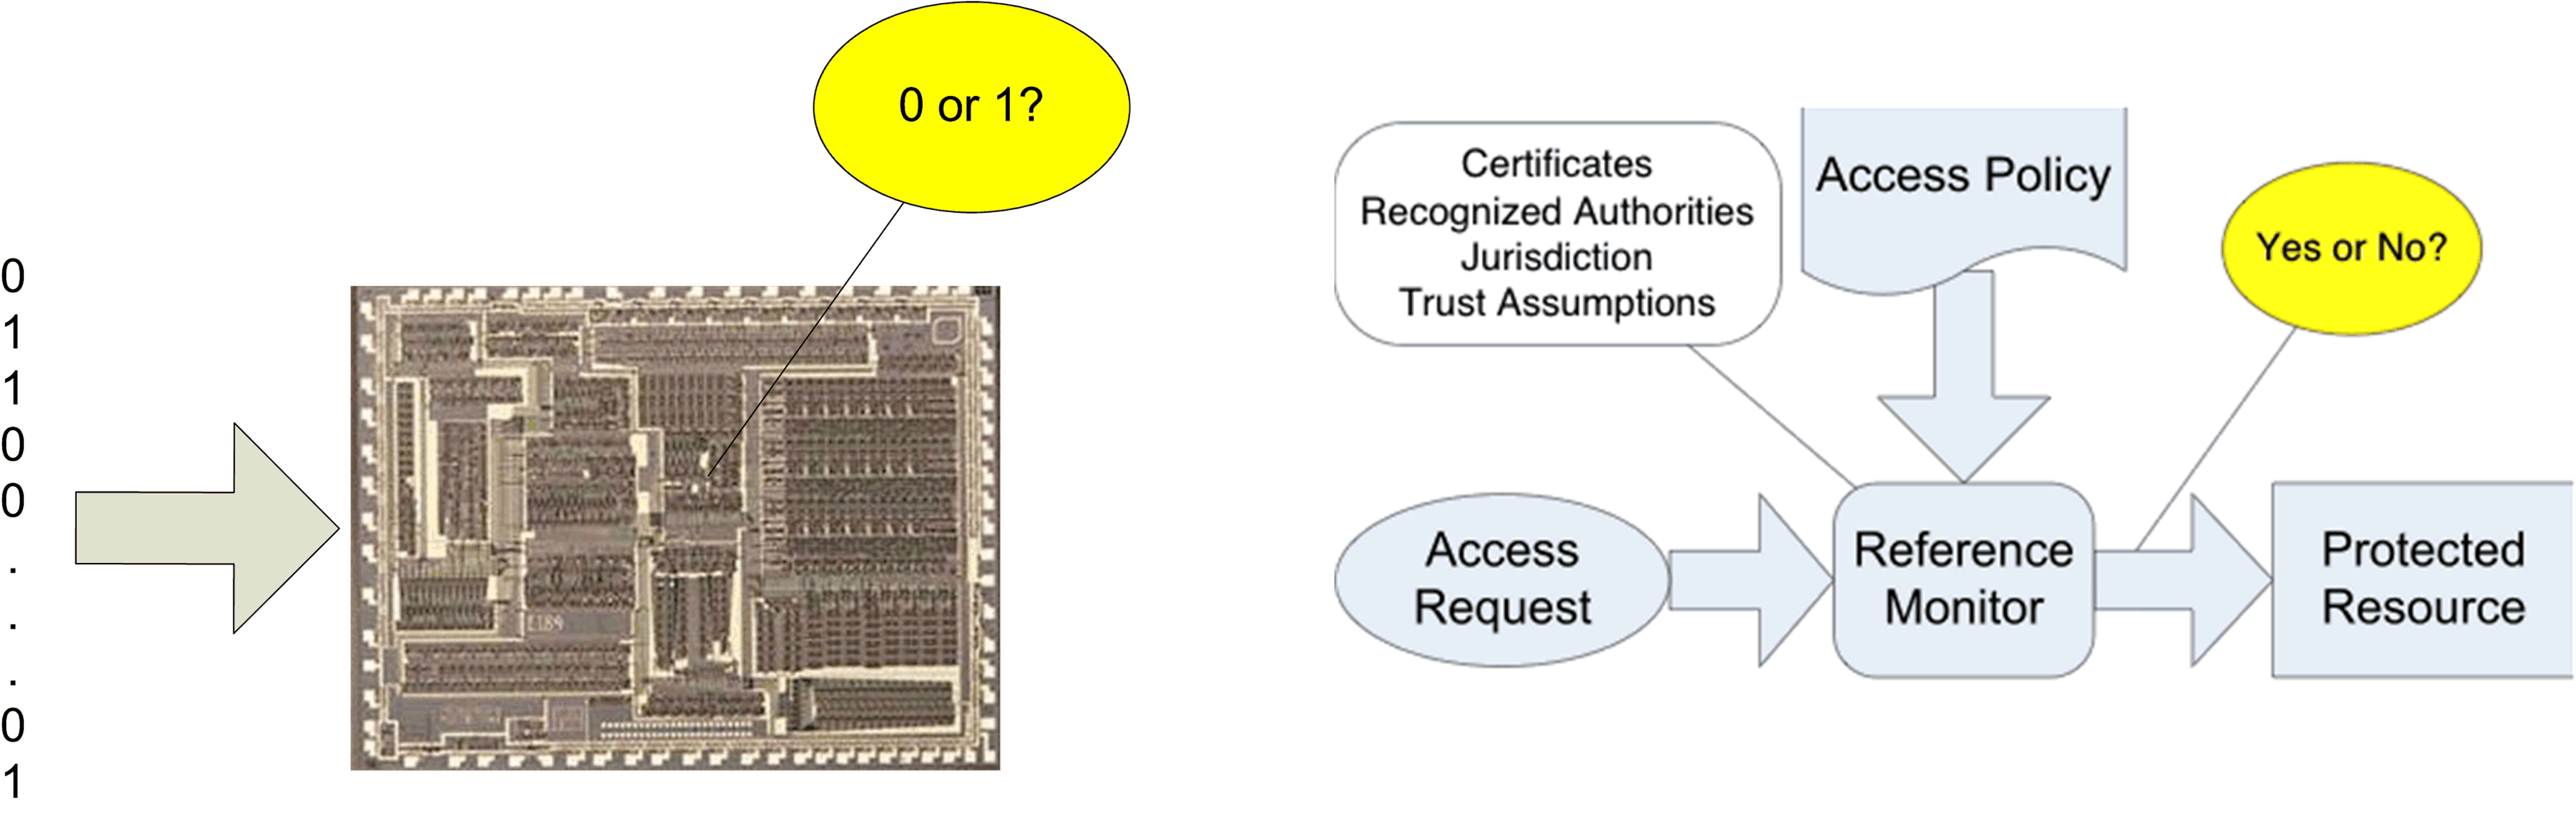 0
1
1
0
0
.
.
.
0
1
0 or 1?
Certificates
Recognized Authorities
Jurisdiction
Trust Assumptions
Access Policy
Yes or No?
Access
Request
Reference
Monitor
Protected
Resource